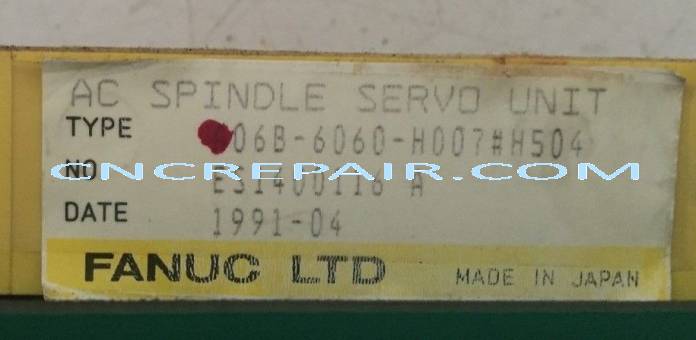 AC SPINDLE SERVO UNIT
TYPE 06B-6060-H007#H504
NO ES1400116 A
CNCREPAIR.COM
DATE 1991-04
FANUC LTD MADE IN JAPAN